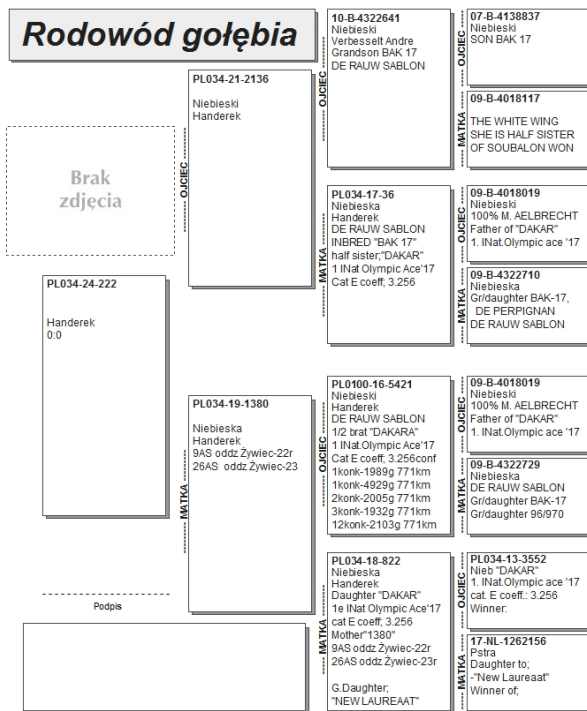 Rodowód gołębia
Brak
zdjęcia
PL034-24-222
Handerek
0:0
Podpis
OJCIEC
PL034-21-2136
Niebieski
Handerek
MATKA
PL034-19-1380
Niebieska
Handerek
9AS oddz Żywiec-22r
26AS oddz Żywiec-23
OJCIEC
10-B-4322641
Niebieski
Verbesselt Andre
Grandson BAK 17
DE RAUW SABLON
MATKA
PL034-17-36
Niebieska
Handerek
DE RAUW SABLON
INBRED "BAK 17"
half sister;"DAKAR"
1 INat Olympic Ace'17
Cat E coeff; 3.256
OJCIEC
PL0100-16-5421
Niebieski
Handerek
DE RAUW SABLON
1/2 brat "DAKARA"
1 INat.Olympic Ace'17
Cat E coeff; 3.256conf
1konk-1989g 771km
1konk-4929g 771km
2konk-2005g 771km
3konk-1932g 771km
12konk-2103g 771km
MATKA
PL034-18-822
Niebieska
Handerek
Daughter "DAKAR"
1e INat Olympic Ace'17
cat E coeff; 3.256
Mother"1380"
9AS oddz Żywiec-22r
26AS oddz Żywiec-23r
G.Daughter;
"NEW LAUREAAT"
OJCIEC
07-B-4138837
Niebieski
SON BAK 17
MATKA
09-B-4018117
THE WHITE WING
SHE IS HALF SISTER
OF SOUBALON WON
OJCIEC
09-B-4018019
Niebieski
100% M. AELBRECHT
Father of "DAKAR"
1. INat.Olympic ace '17
MATKA
09-B-4322710
Niebieska
Gr/daughter BAK-17,
DE PERPIGNAN
DE RAUW SABLON
OJCIEC
09-B-4018019
Niebieski
100% M. AELBRECHT
Father of "DAKAR"
1. INat.Olympic ace '17
MATKA
09-B-4322729
Niebieska
DE RAUW SABLON
Gr/daughter BAK-17
Gr/daughter 96/970
OJCIEC
PL034-13-3552
Nieb "DAKAR"
1. INat.Olympic ace '17
cat. E coeff.: 3.256
Winner:
MATKA
17-NL-1262156
Pstra
Daughter to;
-"New Laureaat"
Winner of;